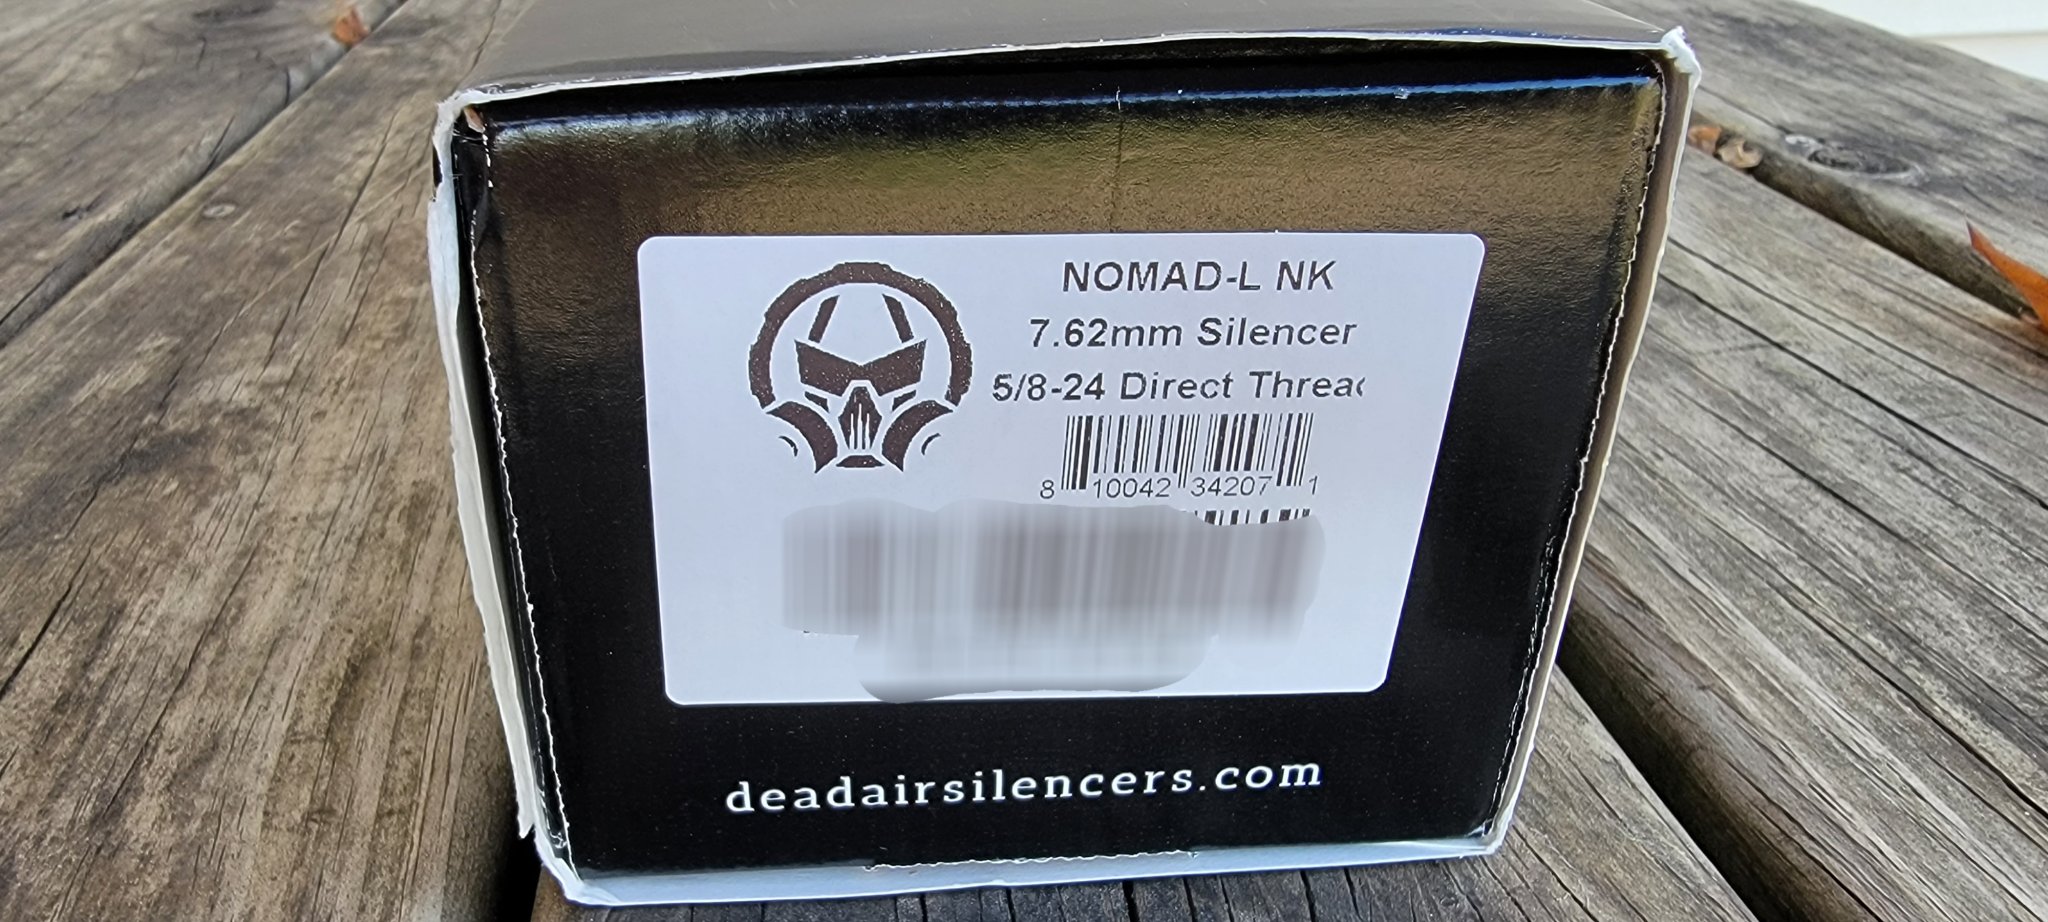 NOMAD-L NK
7.62mm Silencer
5/8-24 Direct Threa
8 10042 34207 1
deadairsilencers.com